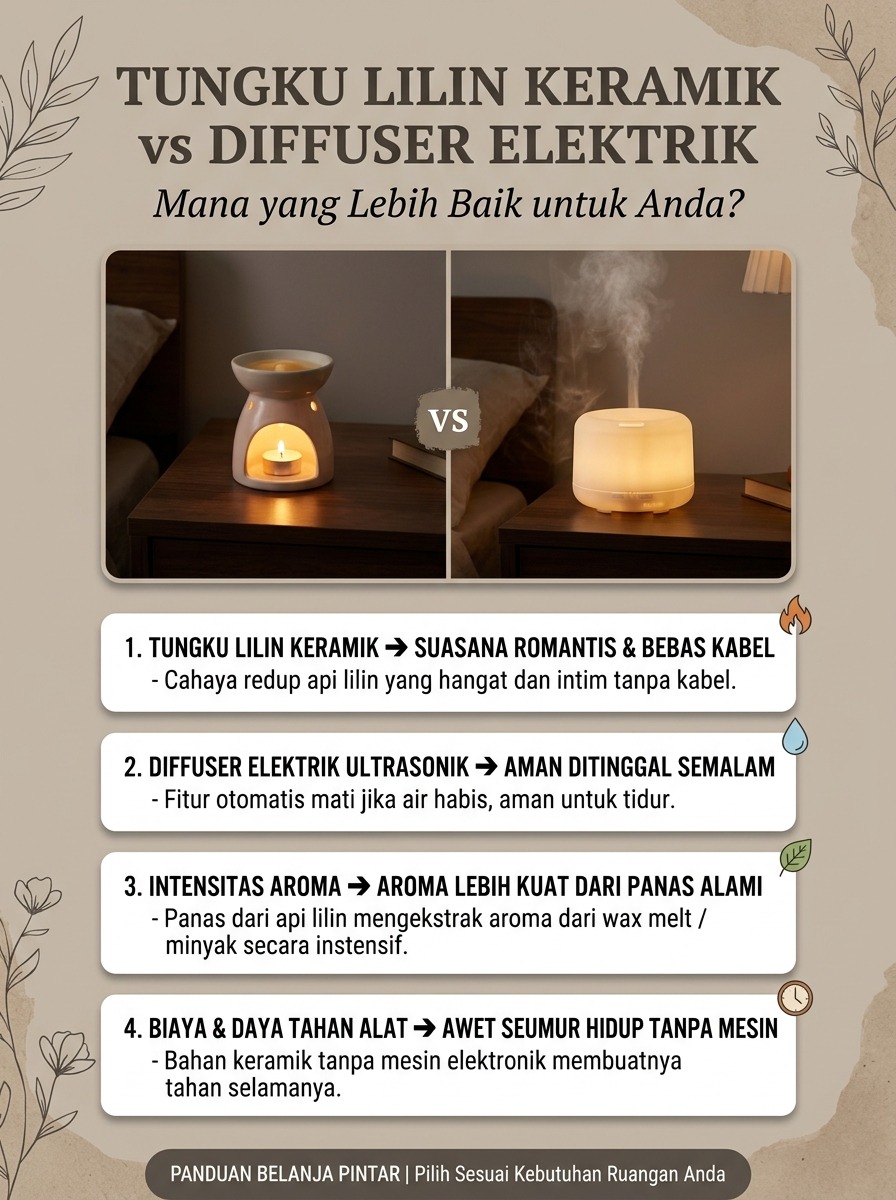 TUNGKU LILIN KERAMIK
vs DIFFUSER ELEKTRIK
Mana yang Lebih Baik untuk Anda?
VS
1. TUNGKU LILIN KERAMIK ➔ SUASANA ROMANTIS & BEBAS KABEL
- Cahaya redup api lilin yang hangat dan intim tanpa kabel.
2. DIFFUSER ELEKTRIK ULTRASONIK ➔ AMAN DITINGGAL SEMALAM
- Fitur otomatis mati jika air habis, aman untuk tidur.
3. INTENSITAS AROMA ➔ AROMA LEBIH KUAT DARI PANAS ALAMI
- Panas dari api lilin mengekstrak aroma dari wax melt /
minyak secara instensif.
4. BIAYA & DAYA TAHAN ALAT ➔ AWET SEUMUR HIDUP TANPA MESIN
- Bahan keramik tanpa mesin elektronik membuatnya
tahan selamanya.
PANDUAN BELANJA PINTAR | Pilih Sesuai Kebutuhan Ruangan Anda